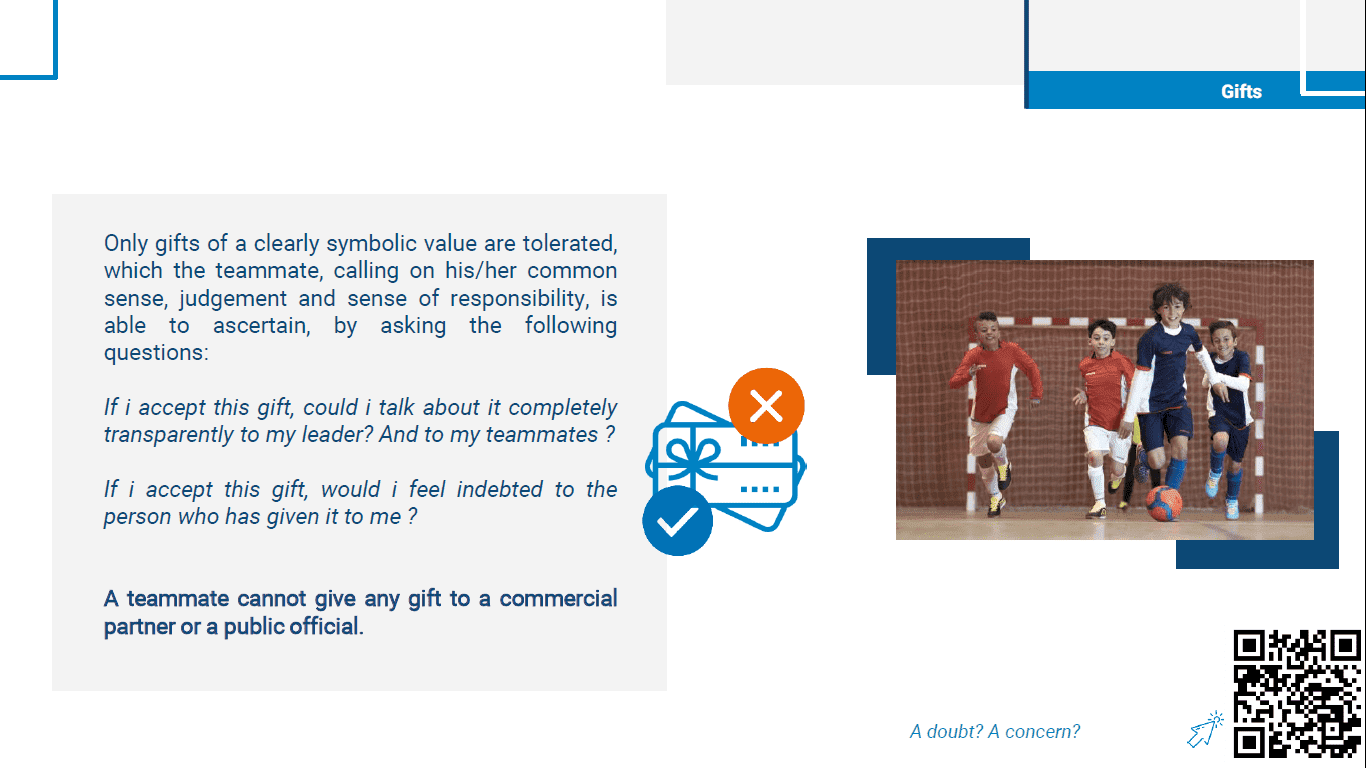 Gifts
Only gifts of a clearly symbolic value are tolerated,
which the teammate, calling on his/her common
sense, judgement and sense of responsibility, is
able to ascertain, by asking the following
questions:
If i accept this gift, could i talk about it completely
transparently to my leader? And to my teammates ?
If i accept this gift, would i feel indebted to the
person who has given it to me ?
A teammate cannot give any gift to a commercial
partner or a public official.
A doubt? A concern?